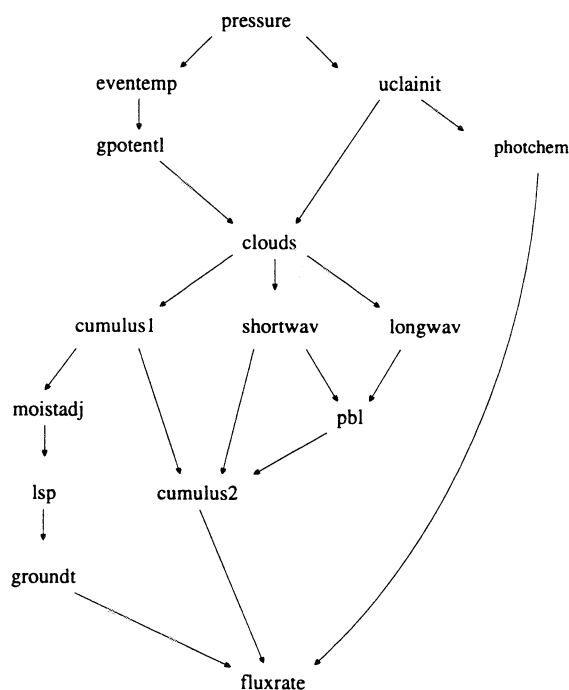 pressure
eventemp
uclainit
gpotentl
photchem
clouds
cumulus1
shortwav
longwav
moistadj
pbl
lsp
cumulus2
groundt
fluxrate